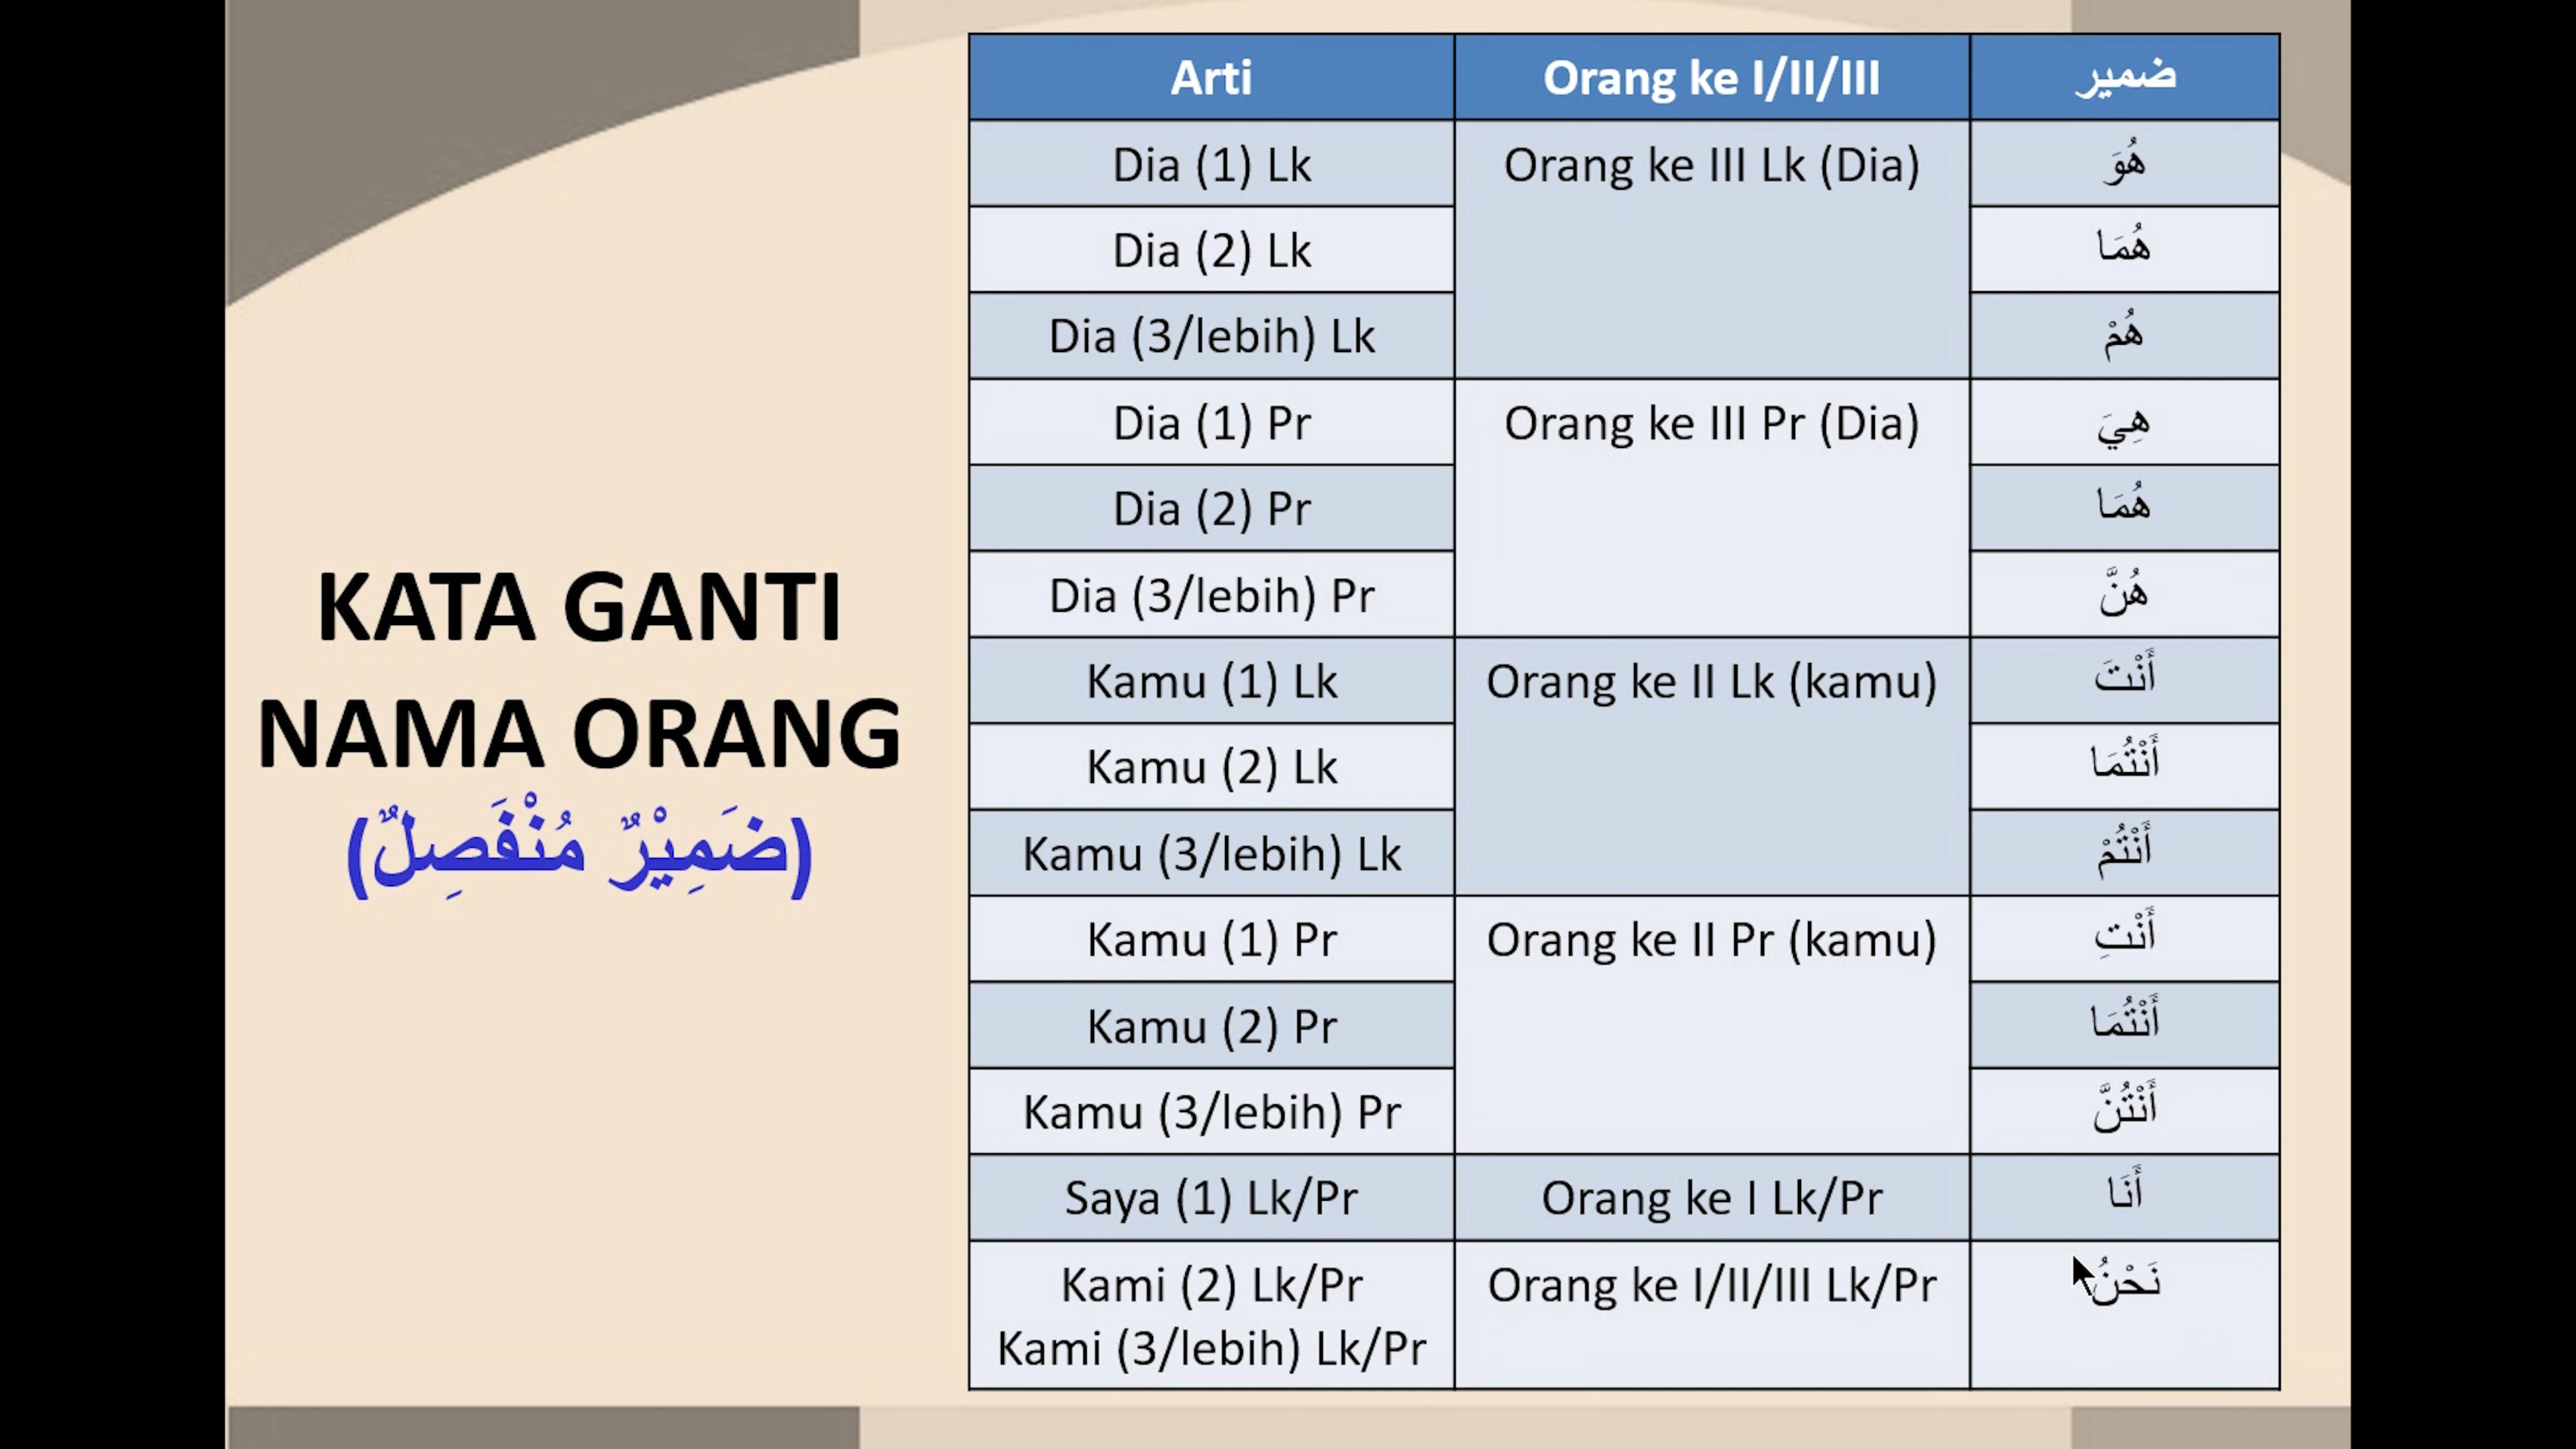 KATA GANTI
NAMA ORANG
(ضَمِيْرٌ مُنْفَصِلٌ)
Arti Orang ke I/II/III ضمير
Dia (1) Lk Orang ke III Lk (Dia) هُوَ
Dia (2) Lk هُمَا
Dia (3/lebih) Lk هُمْ
Dia (1) Pr Orang ke III Pr (Dia) هِيَ
Dia (2) Pr هُمَا
Dia (3/lebih) Pr هُنَّ
Kamu (1) Lk Orang ke II Lk (kamu) أَنْتَ
Kamu (2) Lk أَنْتُمَا
Kamu (3/lebih) Lk أَنْتُمْ
Kamu (1) Pr Orang ke II Pr (kamu) أَنْتِ
Kamu (2) Pr أَنْتُمَا
Kamu (3/lebih) Pr أَنْتُنَّ
Saya (1) Lk/Pr Orang ke I Lk/Pr أَنَا
Kami (2) Lk/Pr Orang ke I/II/III Lk/Pr نَحْنُ
Kami (3/lebih) Lk/Pr